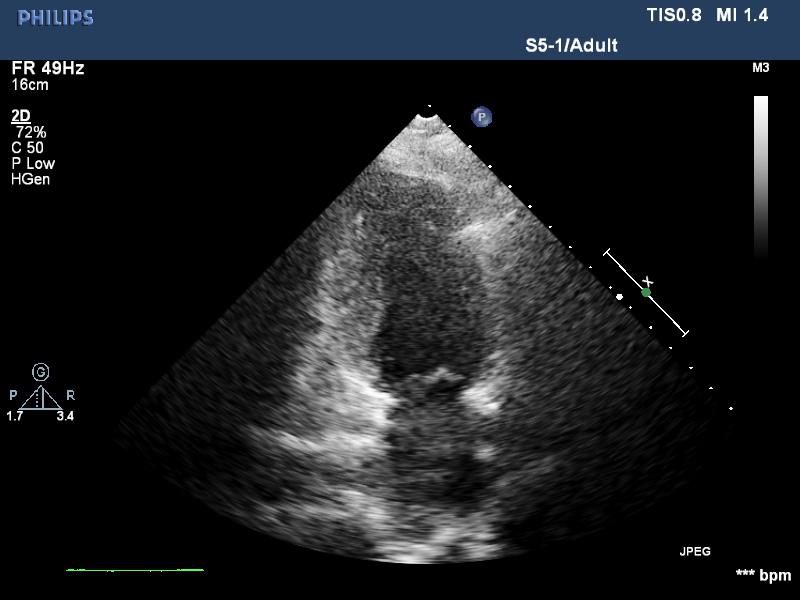 PHILIPS
TIS0.8 MI 1.4
S5-1/Adult
FR 49Hz
16cm
M3
2D
72%
C 50
P Low
HGen
P
G
P R
1.7 3.4
JPEG
*** bpm